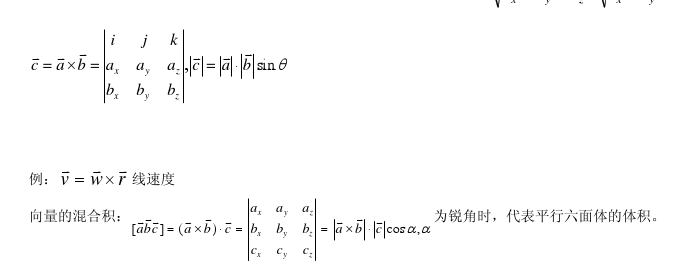 c⃗ = a⃗ × b⃗ = | i j k |
| a_x a_y a_z |, |c⃗| = |a⃗| · |b⃗| sin θ
| b_x b_y b_z |
例： v⃗ = w⃗ × r⃗ 线速度
向量的混合积： [a⃗ b⃗ c⃗] = (a⃗ × b⃗) · c⃗ = | a_x a_y a_z |
| b_x b_y b_z | = |a⃗ × b⃗| · |c⃗| cos α, α 为锐角时，代表平行六面体的体积。
| c_x c_y c_z |